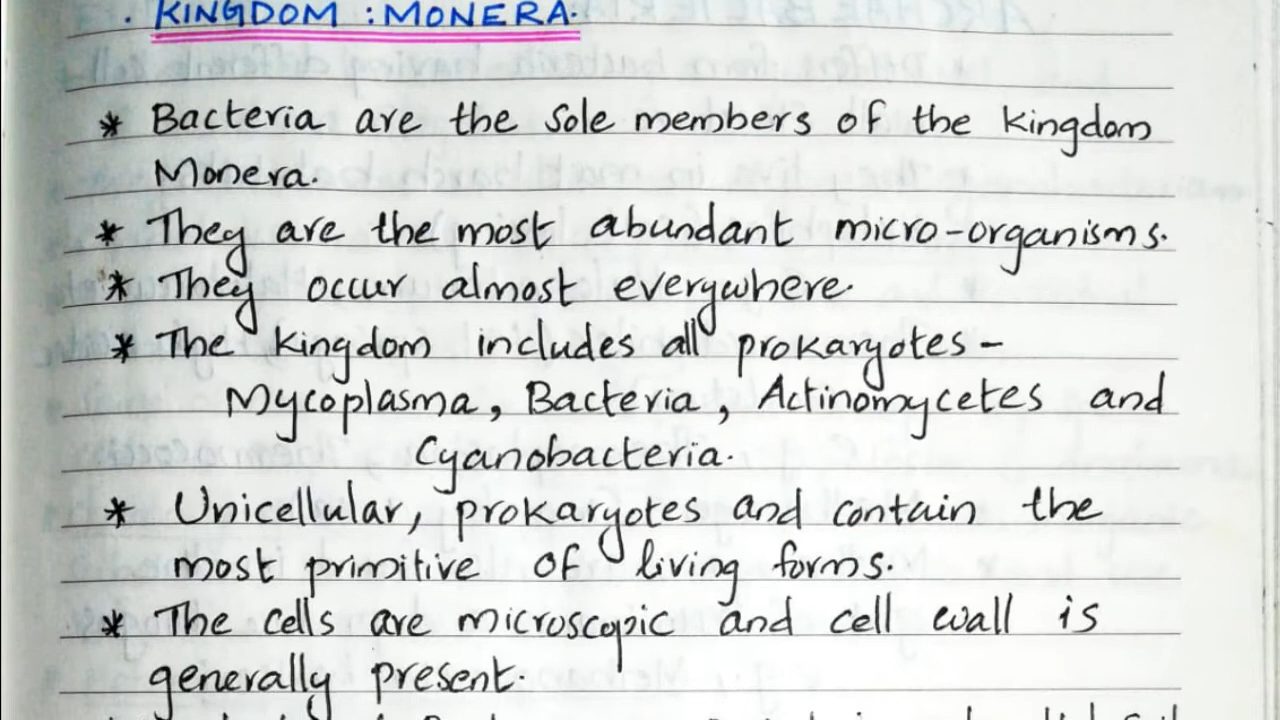 . KINGDOM : MONERA.
* Bacteria are the sole members of the kingdom
Monera.
* They are the most abundant micro-organisms.
* They occur almost everywhere.
* The kingdom includes all prokaryotes -
Mycoplasma, Bacteria, Actinomycetes and
Cyanobacteria.
* Unicellular, prokaryotes and contain the
most primitive of living forms.
* The cells are microscopic and cell wall is
generally present.